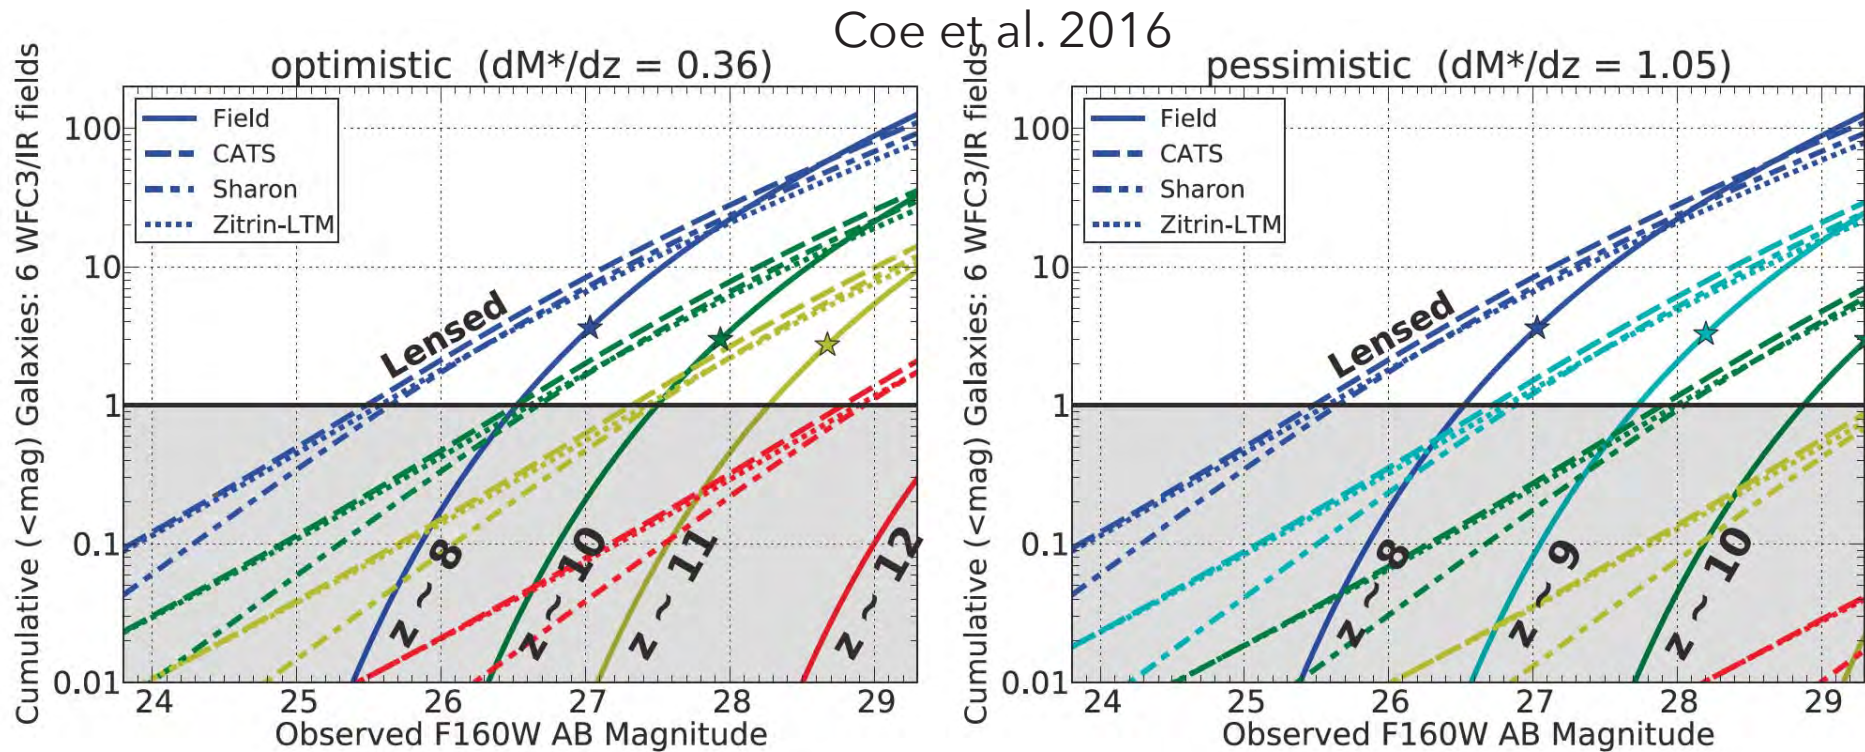 Coe et al. 2016
optimistic (dM*/dz = 0.36)
Cumulative (<mag) Galaxies: 6 WFC3/IR fields
100
10
1
0.1
0.01
Field
CATS
Sharon
Zitrin-LTM
Lensed
z ~ 8
z ~ 10
z ~ 11
z ~ 12
24 25 26 27 28 29
Observed F160W AB Magnitude
pessimistic (dM*/dz = 1.05)
Cumulative (<mag) Galaxies: 6 WFC3/IR fields
100
10
1
0.1
0.01
Field
CATS
Sharon
Zitrin-LTM
Lensed
z ~ 8
z ~ 9
z ~ 10
24 25 26 27 28 29
Observed F160W AB Magnitude